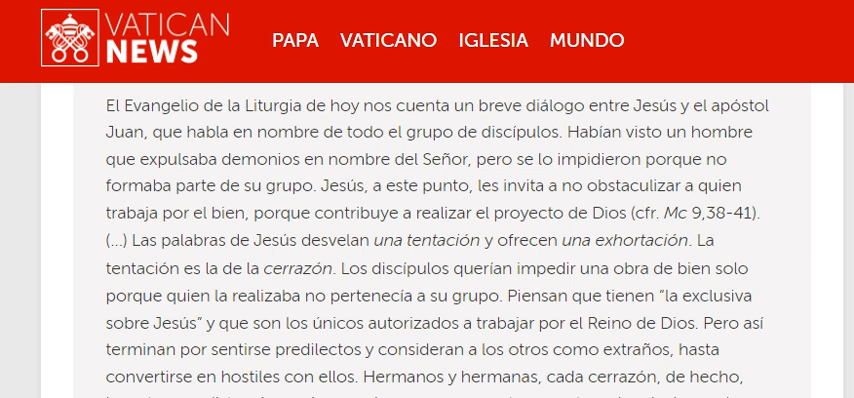 VATICAN
NEWS
PAPA VATICANO IGLESIA MUNDO
El Evangelio de la Liturgia de hoy nos cuenta un breve diálogo entre Jesús y el apóstol
Juan, que habla en nombre de todo el grupo de discípulos. Habían visto un hombre
que expulsaba demonios en nombre del Señor, pero se lo impidieron porque no
formaba parte de su grupo. Jesús, a este punto, les invita a no obstaculizar a quien
trabaja por el bien, porque contribuye a realizar el proyecto de Dios (cfr. Mc 9,38-41).
(...) Las palabras de Jesús desvelan una tentación y ofrecen una exhortación. La
tentación es la de la cerrazón. Los discípulos querían impedir una obra de bien solo
porque quien la realizaba no pertenecía a su grupo. Piensan que tienen “la exclusiva
sobre Jesús” y que son los únicos autorizados a trabajar por el Reino de Dios. Pero así
terminan por sentirse predilectos y consideran a los otros como extraños, hasta
convertirse en hostiles con ellos. Hermanos y hermanas, cada cerrazón, de hecho,